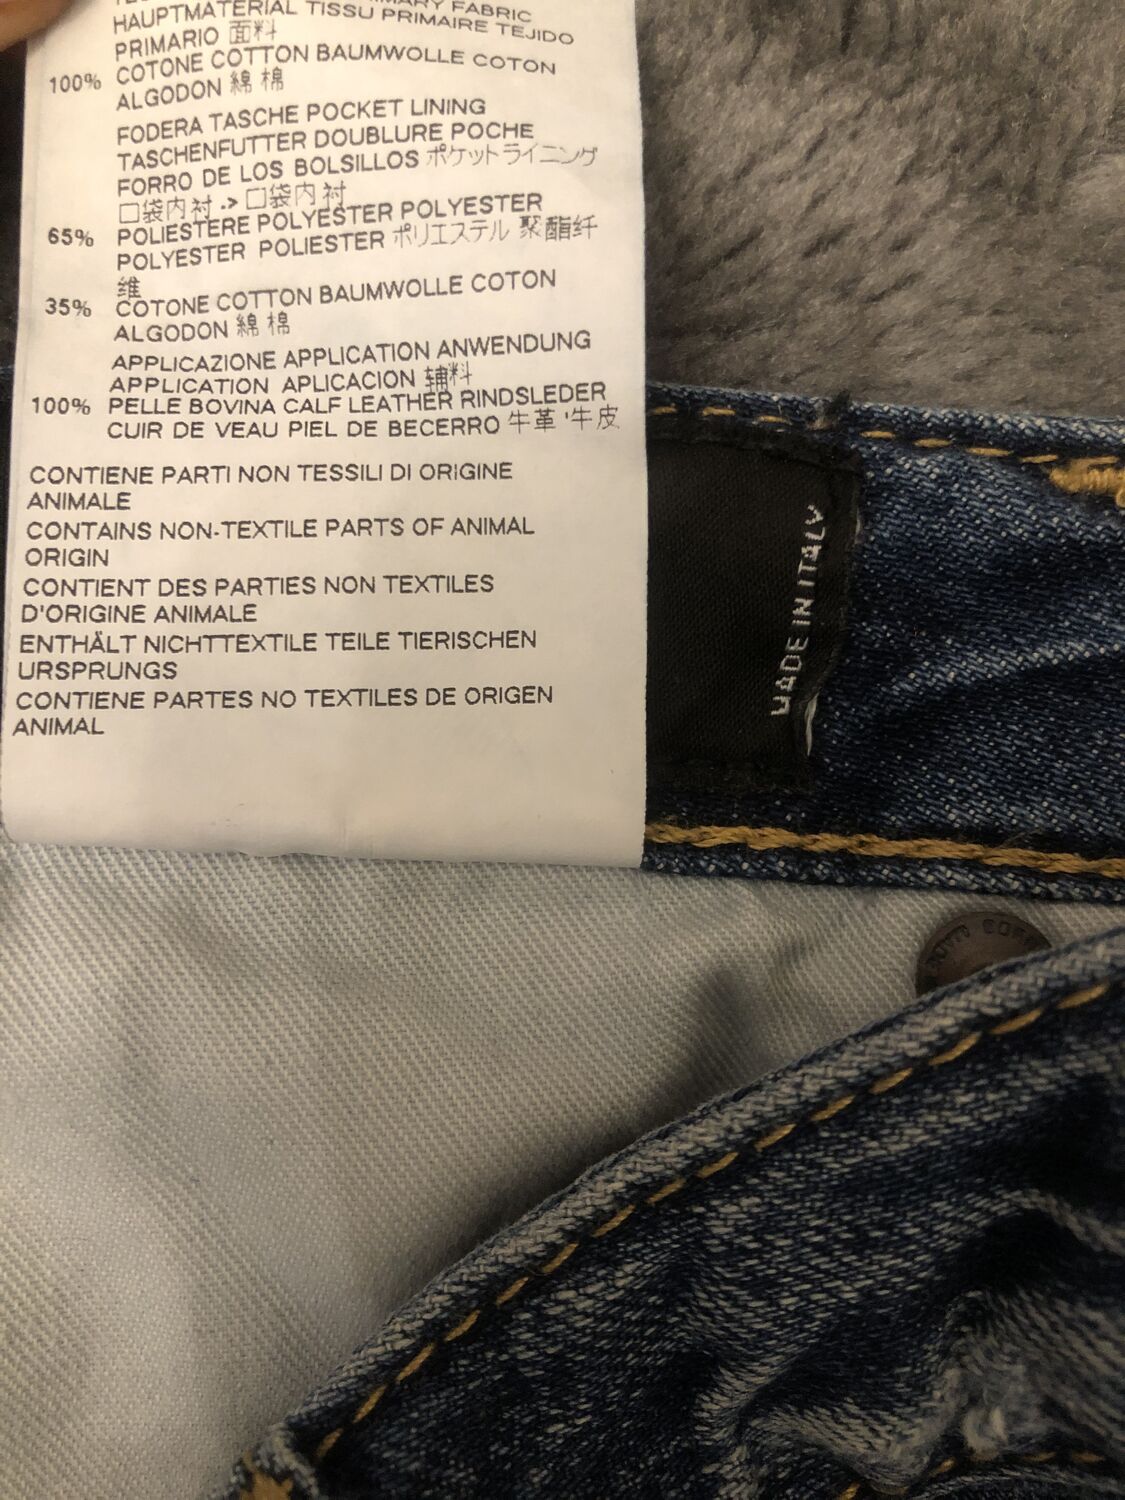 HAUPTMATERIAL TISSU PRIMAIRE TEJIDO
PRIMARIO 面料
100% COTONE COTTON BAUMWOLLE COTON
ALGODON 綿 棉
FODERA TASCHE POCKET LINING
TASCHENFUTTER DOUBLURE POCHE
FORRO DE LOS BOLSILLOS ポケットライニング
口袋内衬 -> 口袋内衬
65% POLIESTERE POLYESTER POLYESTER
POLYESTER POLIESTER ポリエステル 聚酯纤
维
35% COTONE COTTON BAUMWOLLE COTON
ALGODON 綿 棉
APPLICAZIONE APPLICATION ANWENDUNG
APPLICATION APLICACION 辅料
100% PELLE BOVINA CALF LEATHER RINDSLEDER
CUIR DE VEAU PIEL DE BECERRO 牛革 '牛皮
CONTIENE PARTI NON TESSILI DI ORIGINE
ANIMALE
CONTAINS NON-TEXTILE PARTS OF ANIMAL
ORIGIN
CONTIENT DES PARTIES NON TEXTILES
D'ORIGINE ANIMALE
ENTHÄLT NICHTTEXTILE TEILE TIERISCHEN
URSPRUNGS
CONTIENE PARTES NO TEXTILES DE ORIGEN
ANIMAL
MADE IN ITALY